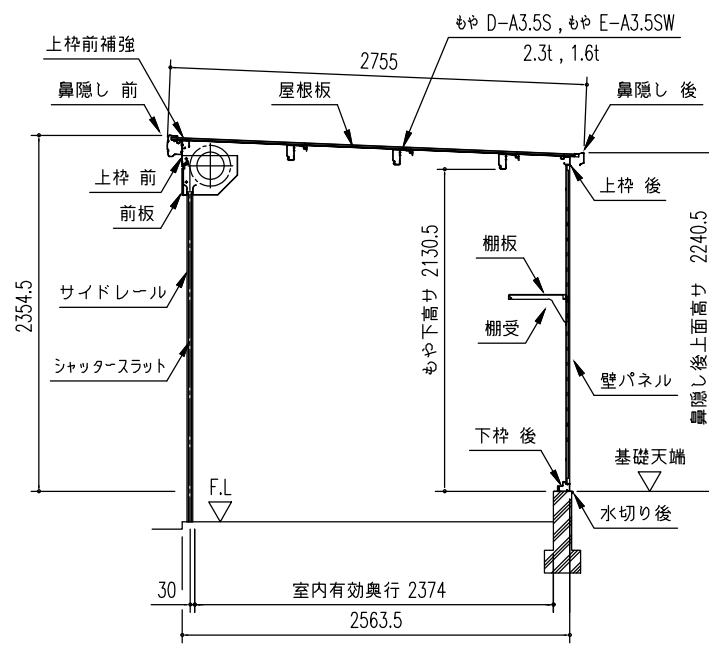 もや D-A3.5S , もや E-A3.5SW
2.3t , 1.6t
上枠前補強
2755
鼻隠し 前
屋根板
鼻隠し 後
上枠 前
上枠 後
前板
2354.5
もや下高サ 2130.5
鼻隠し後上面高サ 2240.5
棚板
サイドレール
棚受
シャッタースラット
壁パネル
下枠 後
基礎天端
F.L
水切り後
30
室内有効奥行 2374
2563.5